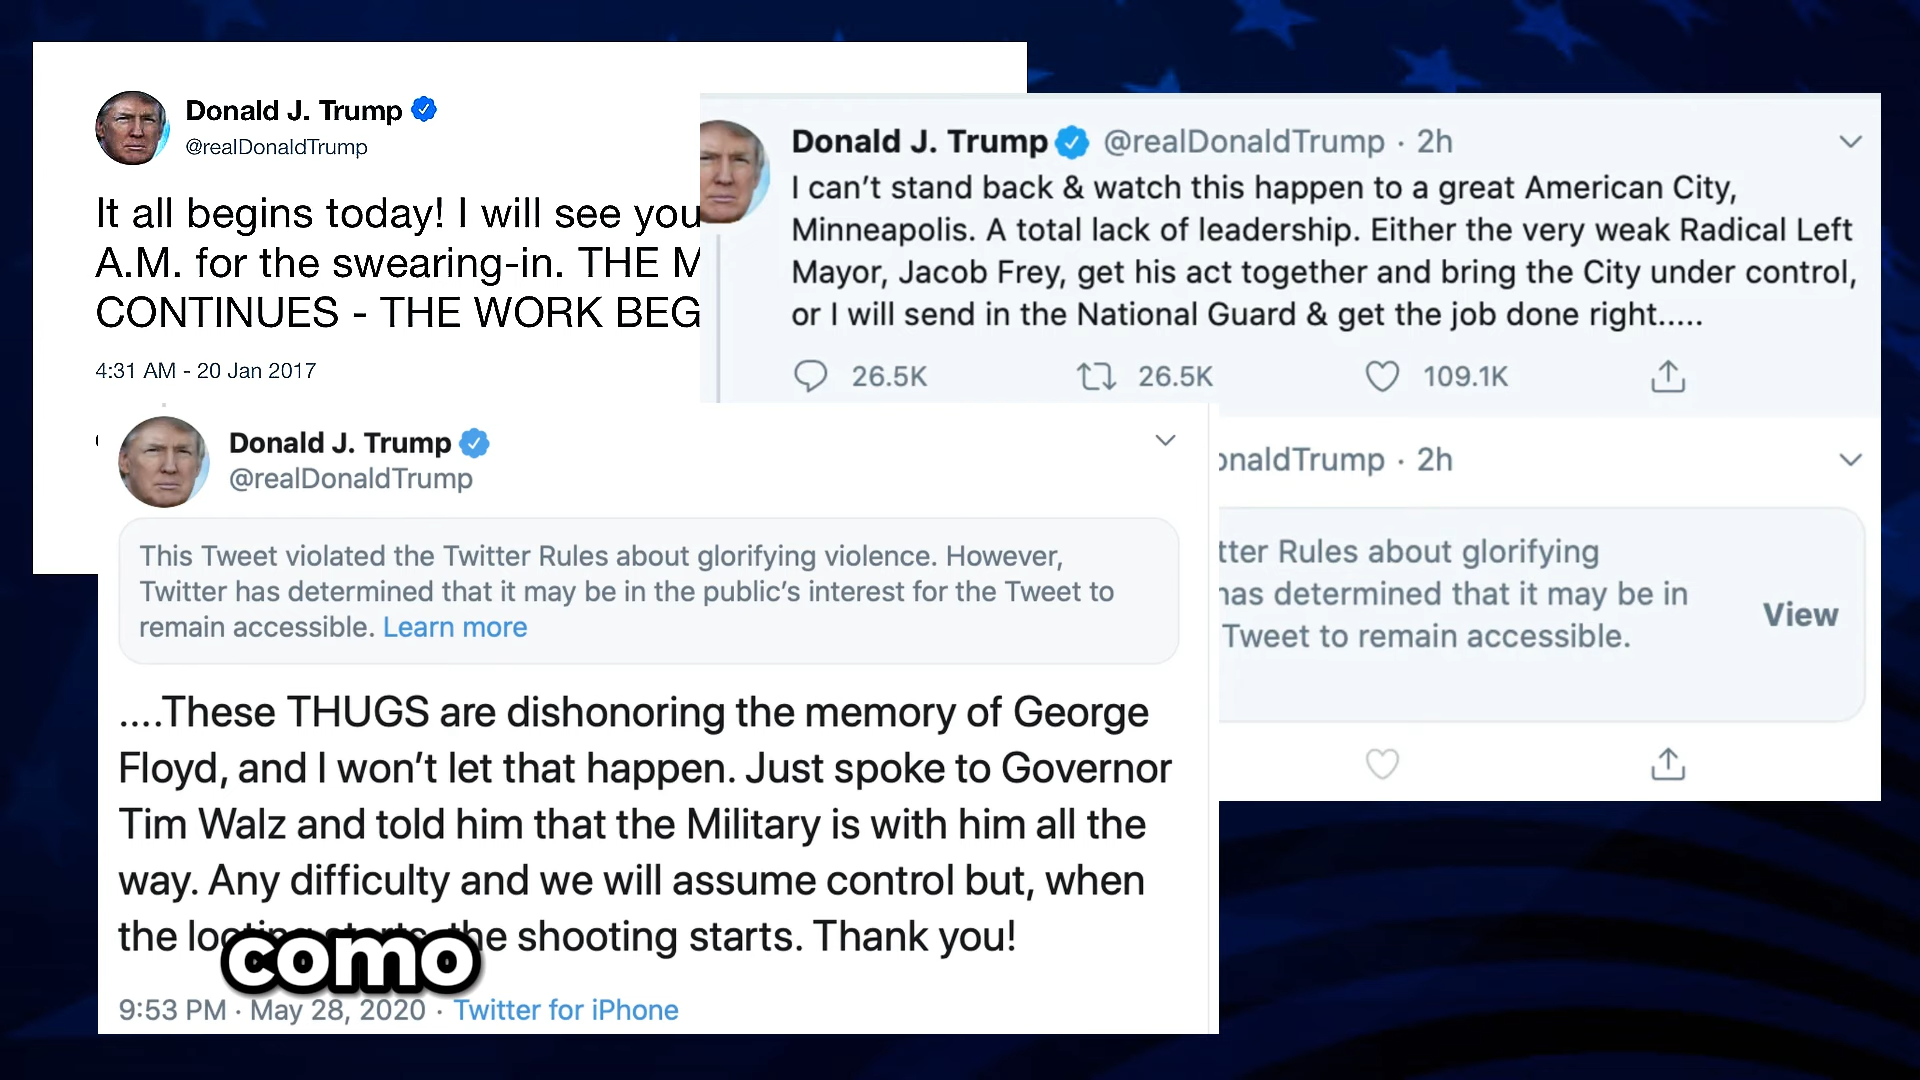 Donald J. Trump
@realDonaldTrump
It all begins today! I will see you
A.M. for the swearing-in. THE
CONTINUES - THE WORK
4:31 AM - 20 Jan 2017
Donald J. Trump @realDonaldTrump · 2h
I can't stand back & watch this happen to a great American City,
Minneapolis. A total lack of leadership. Either the very weak Radical Left
Mayor, Jacob Frey, get his act together and bring the City under control,
or I will send in the National Guard & get the job done right.....
26.5K 26.5K 109.1K
onaldTrump · 2h
tter Rules about glorifying
has determined that it may be in
Tweet to remain accessible.
View
Donald J. Trump
@realDonaldTrump
This Tweet violated the Twitter Rules about glorifying violence. However,
Twitter has determined that it may be in the public's interest for the Tweet to
remain accessible. Learn more
....These THUGS are dishonoring the memory of George
Floyd, and I won't let that happen. Just spoke to Governor
Tim Walz and told him that the Military is with him all the
way. Any difficulty and we will assume control but, when
the looting starts, the shooting starts. Thank you!
como
9:53 PM · May 28, 2020 · Twitter for iPhone